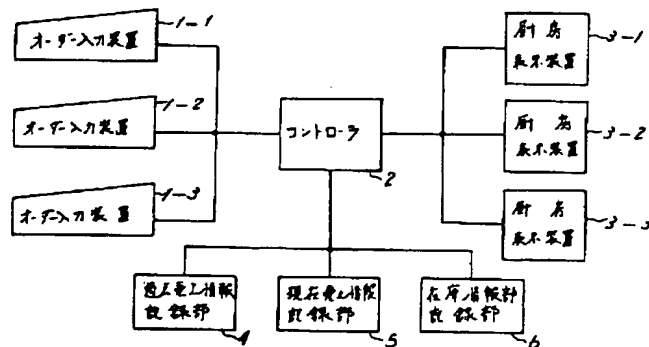 1-1
オーダー入力装置
1-2
オーダー入力装置
1-3
オーダー入力装置
コントローラ
2
厨房
表示装置
3-1
厨房
表示装置
3-2
厨房
表示装置
3-3
過去売上情報
記録部
4
現在売上情報
記録部
5
在庫情報部
記録部
6